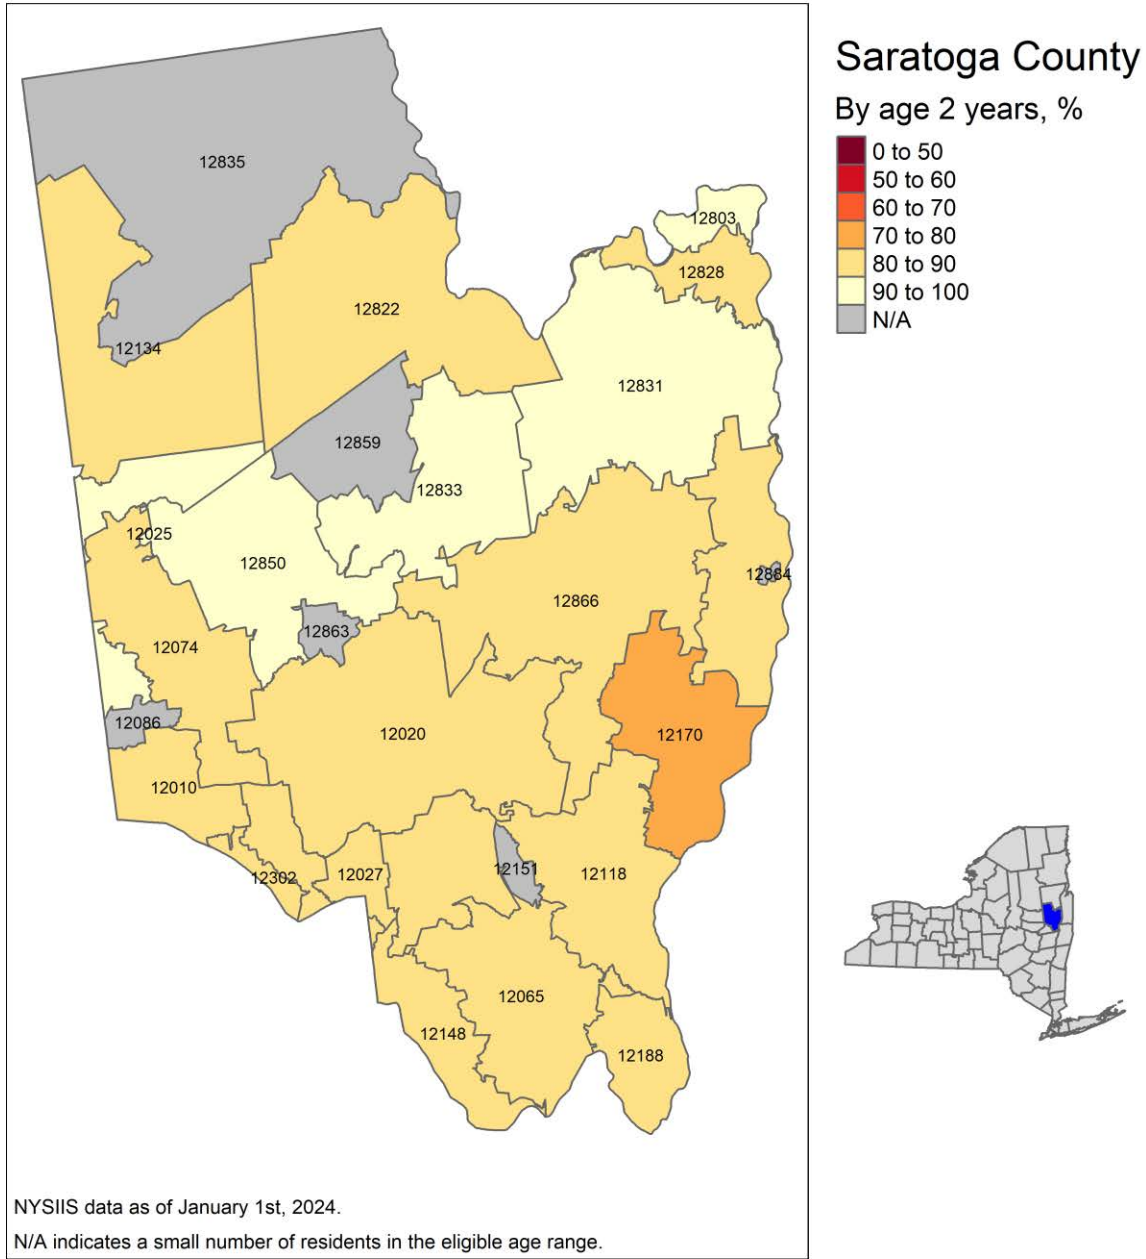 Saratoga County
By age 2 years, %
0 to 50
50 to 60
60 to 70
70 to 80
80 to 90
90 to 100
N/A
12835
12803
12828
12822
12134
12831
12859
12833
12025
12850
12884
12866
12863
12074
12086
12020
12170
12010
12151
12302
12027
12118
12065
12148
12188
NYSIIS data as of January 1st, 2024.
N/A indicates a small number of residents in the eligible age range.